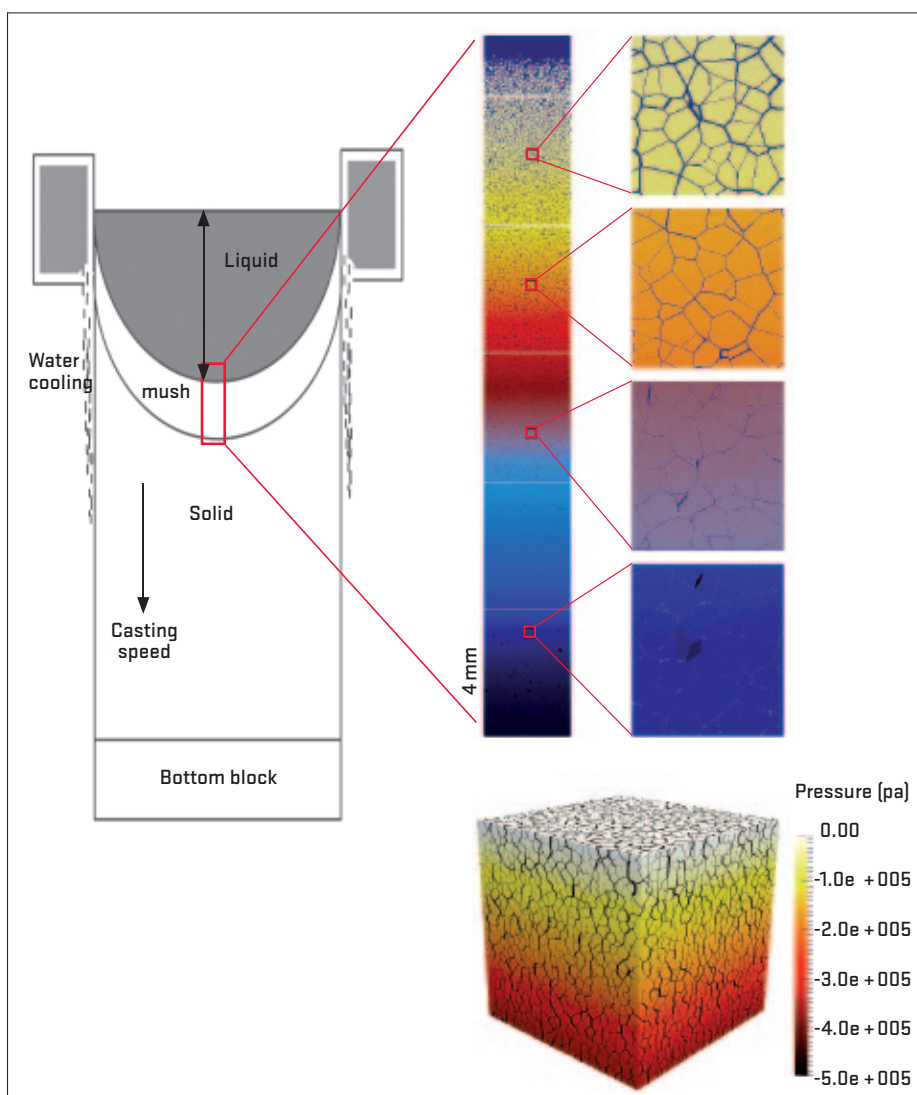 Liquid
Water
cooling
mush
Solid
Casting
speed
Bottom block
4 mm
Pressure (pa)
0.00
-1.0e +005
-2.0e +005
-3.0e +005
-4.0e +005
-5.0e +005